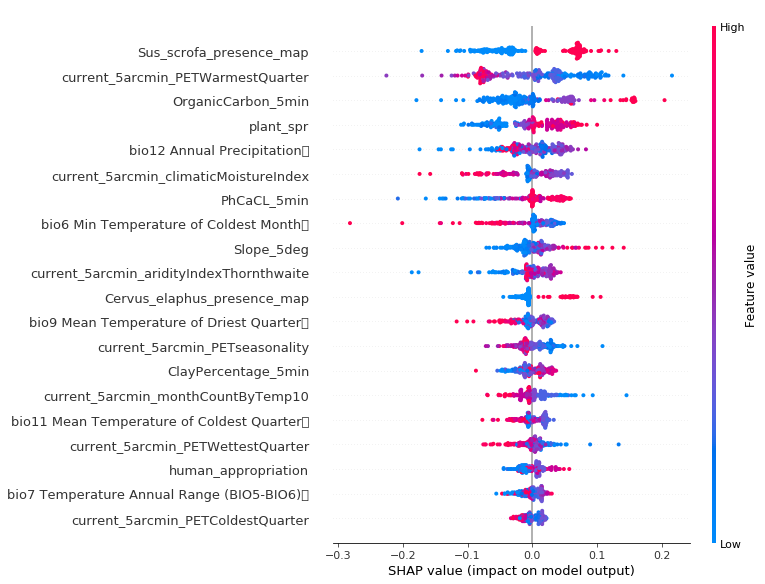 High
Sus_scrofa_presence_map
current_5arcmin_PETWarmestQuarter
OrganicCarbon_5min
plant_spr
bio12 Annual Precipitation▯
current_5arcmin_climaticMoistureIndex
PhCaCL_5min
bio6 Min Temperature of Coldest Month▯
Slope_5deg
current_5arcmin_aridityIndexThornthwaite
Cervus_elaphus_presence_map
bio9 Mean Temperature of Driest Quarter▯
current_5arcmin_PETseasonality
ClayPercentage_5min
current_5arcmin_monthCountByTemp10
bio11 Mean Temperature of Coldest Quarter▯
current_5arcmin_PETWettestQuarter
human_appropriation
bio7 Temperature Annual Range (BIO5-BIO6)▯
current_5arcmin_PETColdestQuarter
Feature value
Low
−0.3 −0.2 −0.1 0.0 0.1 0.2
SHAP value (impact on model output)